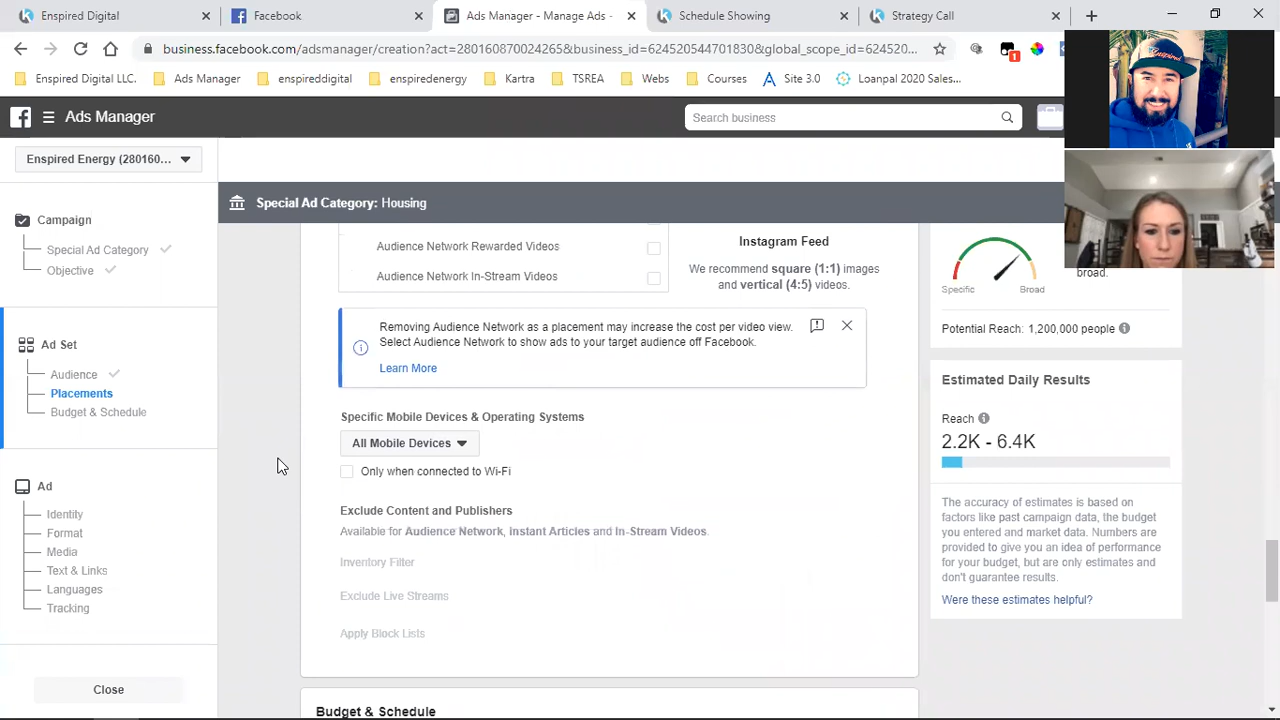 Enspired Digital
Facebook
Ads Manager - Manage Ads -
Schedule Showing
Strategy Call
business.facebook.com/adsmanager/creation?act=280160870024265&business_id=624520544701830&global_scope_id=624520...
1
Enspired Digital LLC.
Ads Manager
enspireddigital
enspiredenergy
Kartra
TSREA
Webs
Courses
Site 3.0
Loanpal 2020 Sales...
Ads Manager
Search business
Enspired Energy (280160...
Special Ad Category: Housing
Campaign
Special Ad Category
Objective
Ad Set
Audience
Placements
Budget & Schedule
Ad
Identity
Format
Media
Text & Links
Languages
Tracking
Close
Audience Network Rewarded Videos
Audience Network In-Stream Videos
Instagram Feed
We recommend square (1:1) images
and vertical (4:5) videos.
Removing Audience Network as a placement may increase the cost per video view.
Select Audience Network to show ads to your target audience off Facebook.
Learn More
Specific Mobile Devices & Operating Systems
All Mobile Devices
Only when connected to Wi-Fi
Exclude Content and Publishers
Available for Audience Network, Instant Articles and In-Stream Videos.
Inventory Filter
Exclude Live Streams
Apply Block Lists
Budget & Schedule
broad.
Specific
Broad
Potential Reach: 1,200,000 people
Estimated Daily Results
Reach
2.2K - 6.4K
The accuracy of estimates is based on
factors like past campaign data, the budget
you entered and market data. Numbers are
provided to give you an idea of performance
for your budget, but are only estimates and
don't guarantee results.
Were these estimates helpful?